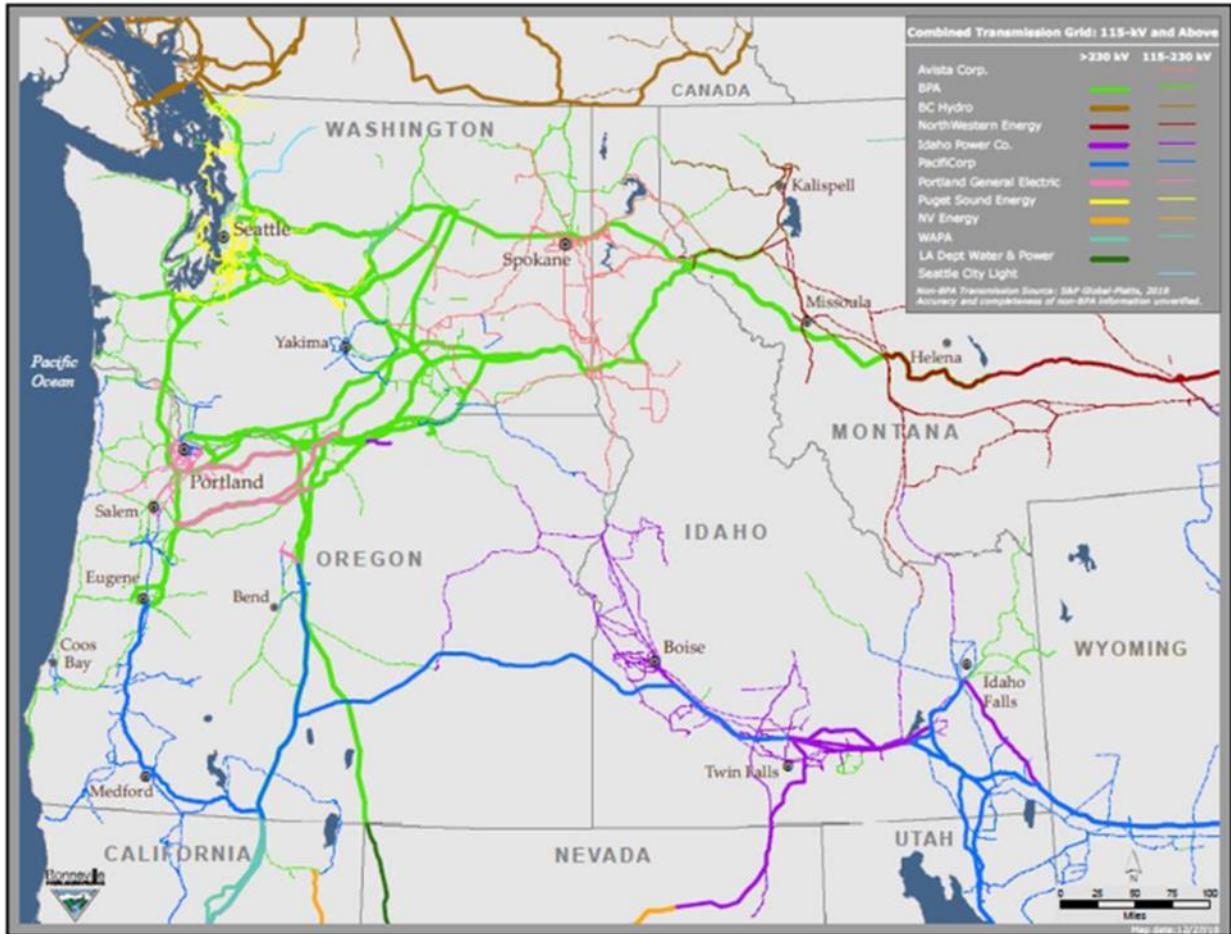 Combined Transmission Grid: 115-kV and Above
>230 kV 115-230 kV
Avista Corp.
BPA
BC Hydro
NorthWestern Energy
Idaho Power Co.
PacifiCorp
Portland General Electric
Puget Sound Energy
NV Energy
WAPA
LA Dept Water & Power
Seattle City Light
Non-BPA Transmission Source: S&P Global-Platts, 2018
Accuracy and completeness of non-BPA information unverified.
CANADA
WASHINGTON
Kalispell
Seattle
Spokane
Missoula
Yakima
Helena
Pacific
Ocean
MONTANA
Portland
Salem
IDAHO
OREGON
Eugene
Bend
Coos
Bay
Boise
WYOMING
Idaho
Falls
Twin Falls
Medford
UTAH
CALIFORNIA
NEVADA
Bonneville
N
0 25 50 75 100
Miles